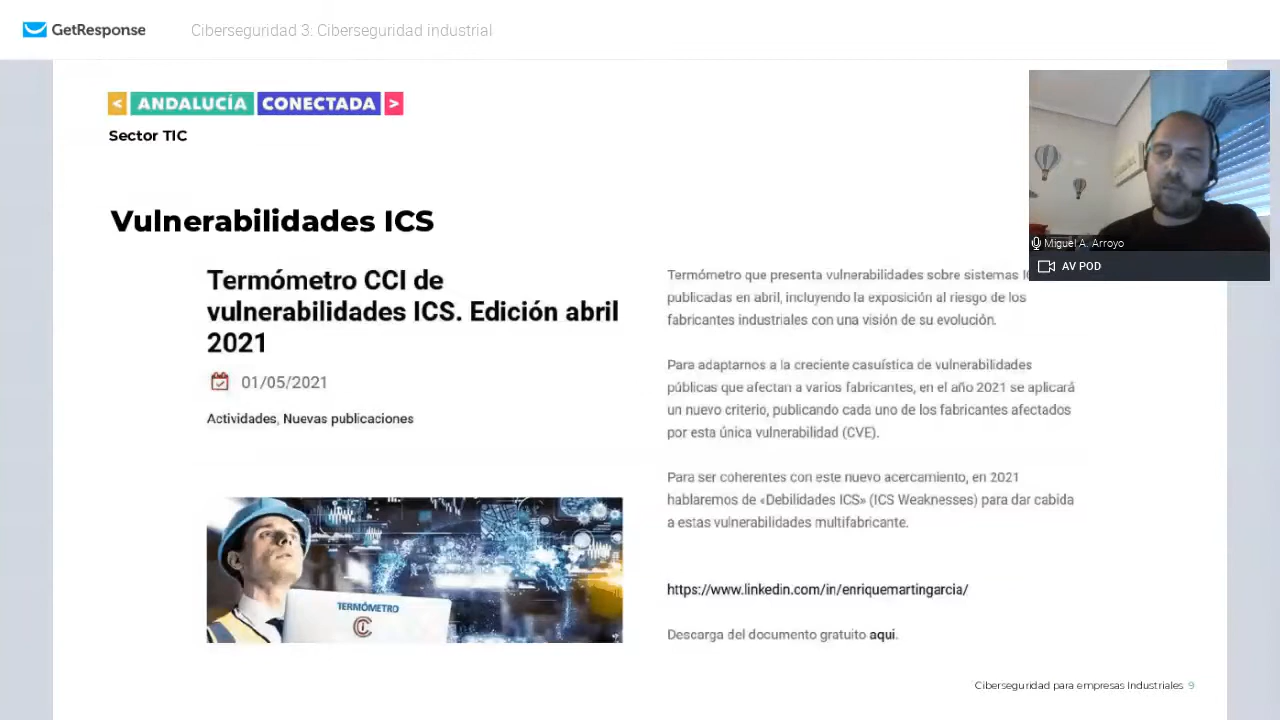 GetResponse
Ciberseguridad 3: Ciberseguridad industrial
< ANDALUCÍA CONECTADA >
Sector TIC
Vulnerabilidades ICS
Termómetro CCI de
vulnerabilidades ICS. Edición abril
2021
01/05/2021
Actividades, Nuevas publicaciones
TERMÓMETRO
Termómetro que presenta vulnerabilidades sobre sistemas
publicadas en abril, incluyendo la exposición al riesgo de los
fabricantes industriales con una visión de su evolución.
Para adaptarnos a la creciente casuística de vulnerabilidades
públicas que afectan a varios fabricantes, en el año 2021 se aplicará
un nuevo criterio, publicando cada uno de los fabricantes afectados
por esta única vulnerabilidad (CVE).
Para ser coherentes con este nuevo acercamiento, en 2021
hablaremos de «Debilidades ICS» (ICS Weaknesses) para dar cabida
a estas vulnerabilidades multifabricante.
https://www.linkedin.com/in/enriquemartingarcia/
Descarga del documento gratuito aqui.
Miguel A. Arroyo
AV POD
Ciberseguridad para empresas Industriales 9